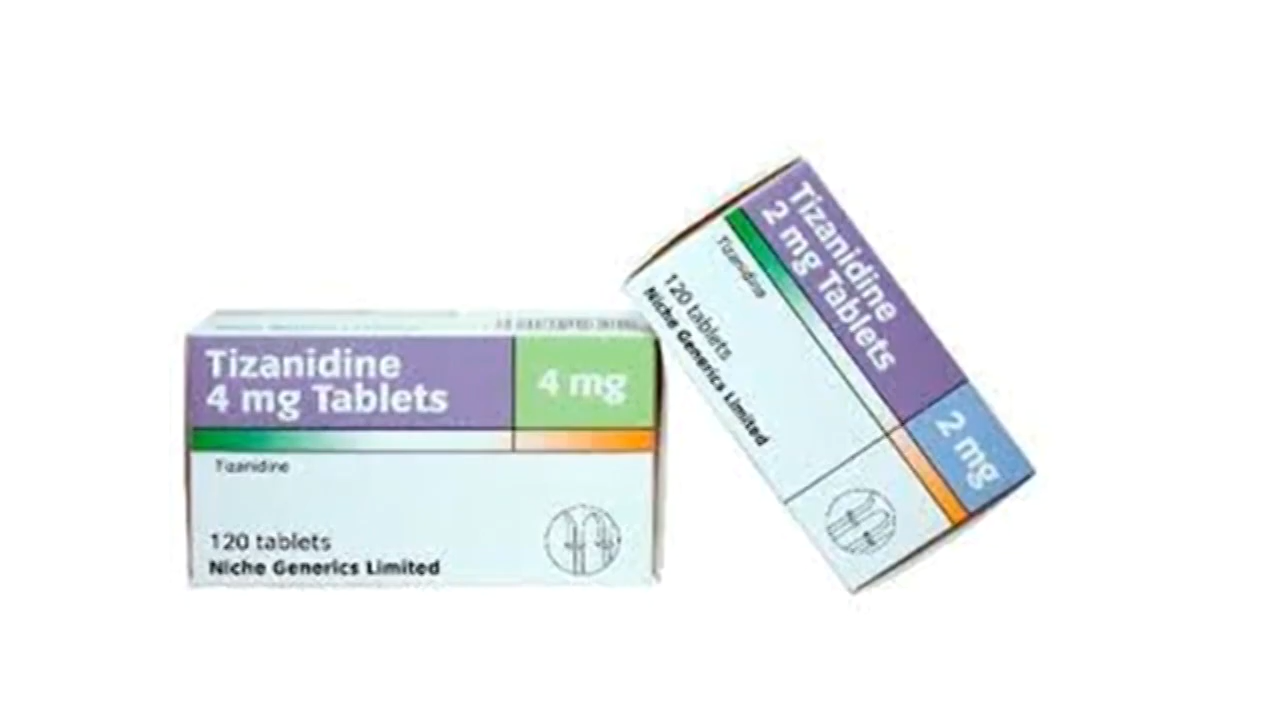 Tizanidine
4 mg Tablets
4 mg
Tizanidine
120 tablets
Niche Generics Limited
Tizanidine
2 mg Tablets
2 mg
Tizanidine
120 tablets
Niche Generics Limited